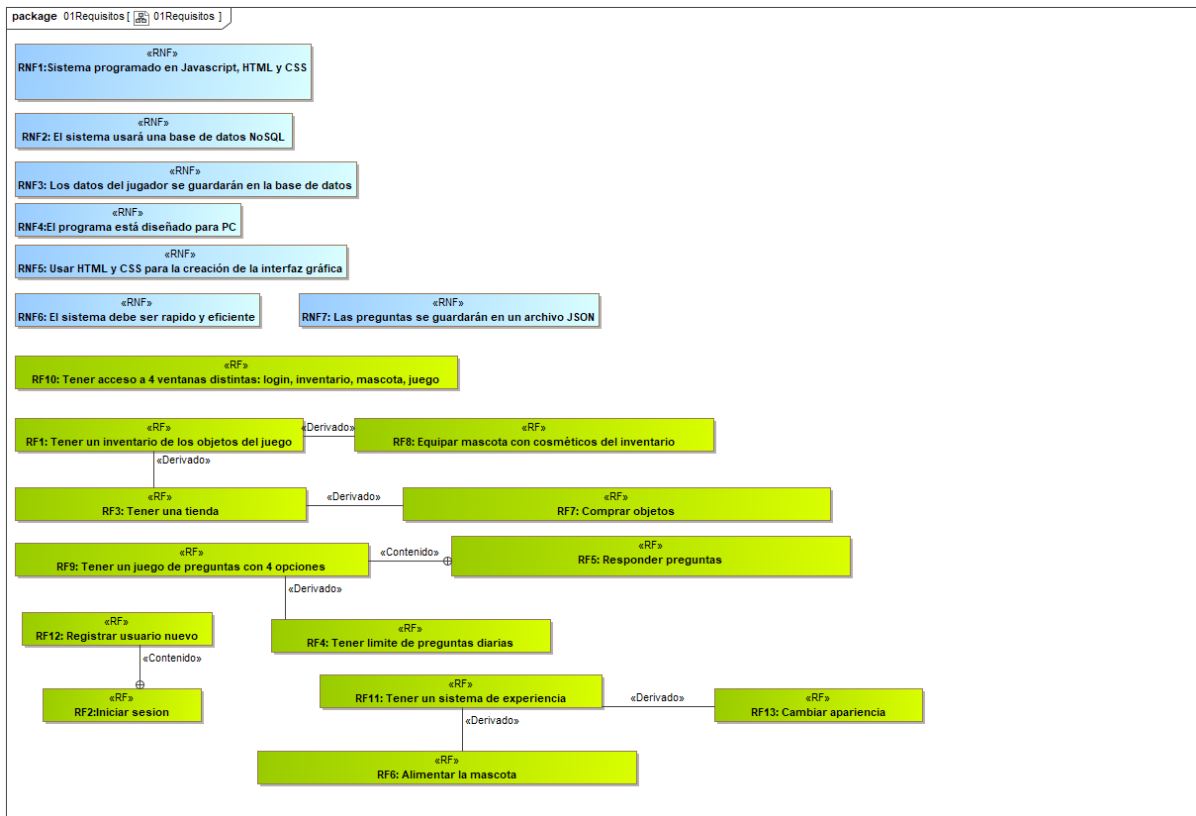 package 01Requisitos [ 01Requisitos ]
«RNF»
RNF1:Sistema programado en Javascript, HTML y CSS
«RNF»
RNF2: El sistema usará una base de datos NoSQL
«RNF»
RNF3: Los datos del jugador se guardarán en la base de datos
«RNF»
RNF4:El programa está diseñado para PC
«RNF»
RNF5: Usar HTML y CSS para la creación de la interfaz gráfica
«RNF»
RNF6: El sistema debe ser rapido y eficiente
«RNF»
RNF7: Las preguntas se guardarán en un archivo JSON
«RF»
RF10: Tener acceso a 4 ventanas distintas: login, inventario, mascota, juego
«RF»
RF1: Tener un inventario de los objetos del juego
«Derivado»
«RF»
RF8: Equipar mascota con cosméticos del inventario
«Derivado»
«RF»
RF3: Tener una tienda
«Derivado»
«RF»
RF7: Comprar objetos
«RF»
RF9: Tener un juego de preguntas con 4 opciones
«Contenido»
«RF»
RF5: Responder preguntas
«Derivado»
«RF»
RF12: Registrar usuario nuevo
«RF»
RF4: Tener limite de preguntas diarias
«Contenido»
«RF»
RF2:Iniciar sesion
«RF»
RF11: Tener un sistema de experiencia
«Derivado»
«RF»
RF13: Cambiar apariencia
«Derivado»
«RF»
RF6: Alimentar la mascota